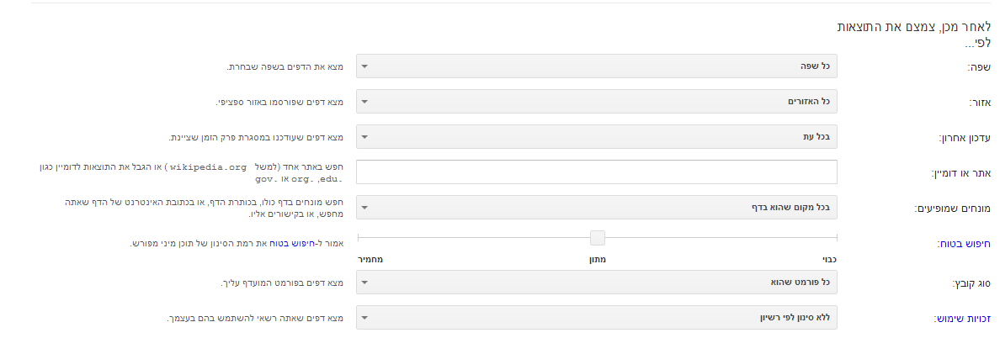 לאחר מכן, צמצם את התוצאות
לפי...
שפה:
כל שפה
מצא את הדפים בשפה שבחרת.
אזור:
כל האזורים
מצא דפים שפורסמו באזור ספציפי.
עדכון אחרון:
בכל עת
מצא דפים שעודכנו במסגרת פרק הזמן שציינת.
אתר או דומיין:
חפש באתר אחד (למשל wikipedia.org ) או הגבל את התוצאות לדומיין כגון
.edu, .org או .gov
מונחים שמופיעים:
בכל מקום שהוא בדף
חפש מונחים בדף כולו, בכותרת הדף, או בכתובת האינטרנט של הדף שאתה
מחפש, או בקישורים אליו.
חיפוש בטוח:
אמור ל-חיפוש בטוח את רמת הסינון של תוכן מיני מפורש.
כבוי מתון מחמיר
סוג קובץ:
כל פורמט שהוא
מצא דפים בפורמט המועדף עליך.
זכויות שימוש:
ללא סינון לפי רשיון
מצא דפים שאתה רשאי להשתמש בהם בעצמך.